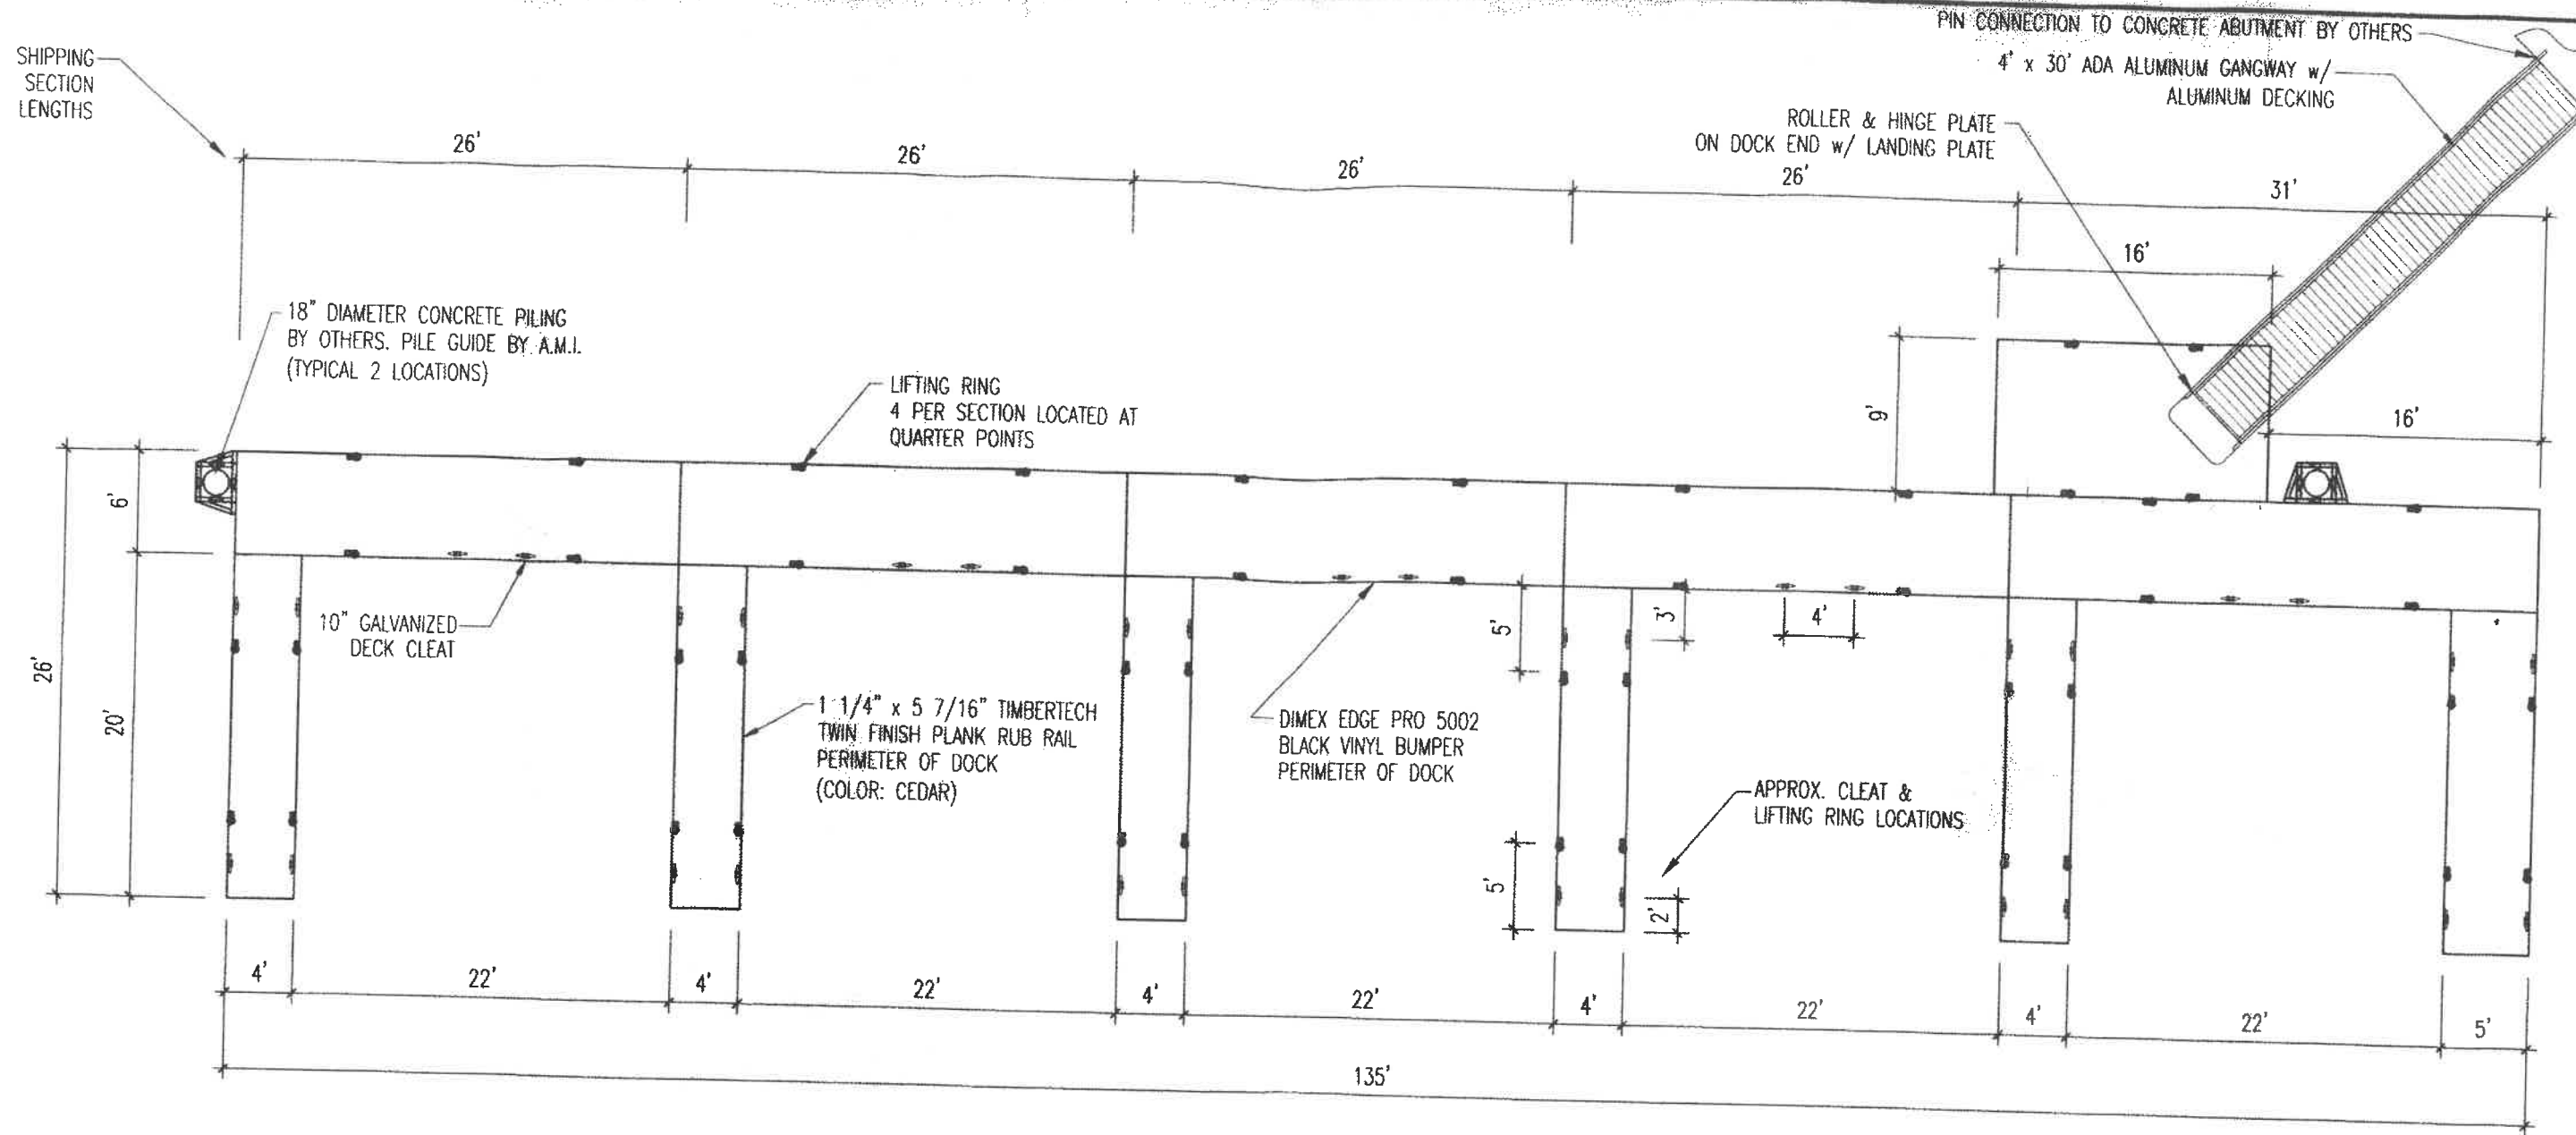 PIN CONNECTION TO CONCRETE ABUTMENT BY OTHERS
4' x 30' ADA ALUMINUM GANGWAY w/
ALUMINUM DECKING
SHIPPING
SECTION
LENGTHS
ROLLER & HINGE PLATE
ON DOCK END w/ LANDING PLATE
26'
26'
26'
26'
31'
16'
18" DIAMETER CONCRETE PILING
BY OTHERS. PILE GUIDE BY A.M.I.
(TYPICAL 2 LOCATIONS)
LIFTING RING
4 PER SECTION LOCATED AT
QUARTER POINTS
9'
16'
6'
10" GALVANIZED
DECK CLEAT
5'
3'
4'
26'
20'
1 1/4" x 5 7/16" TIMBERTECH
TWIN FINISH PLANK RUB RAIL
PERIMETER OF DOCK
(COLOR: CEDAR)
DIMEX EDGE PRO 5002
BLACK VINYL BUMPER
PERIMETER OF DOCK
APPROX. CLEAT &
LIFTING RING LOCATIONS
5'
2'
4'
22'
4'
22'
4'
22'
4'
22'
4'
22'
5'
135'